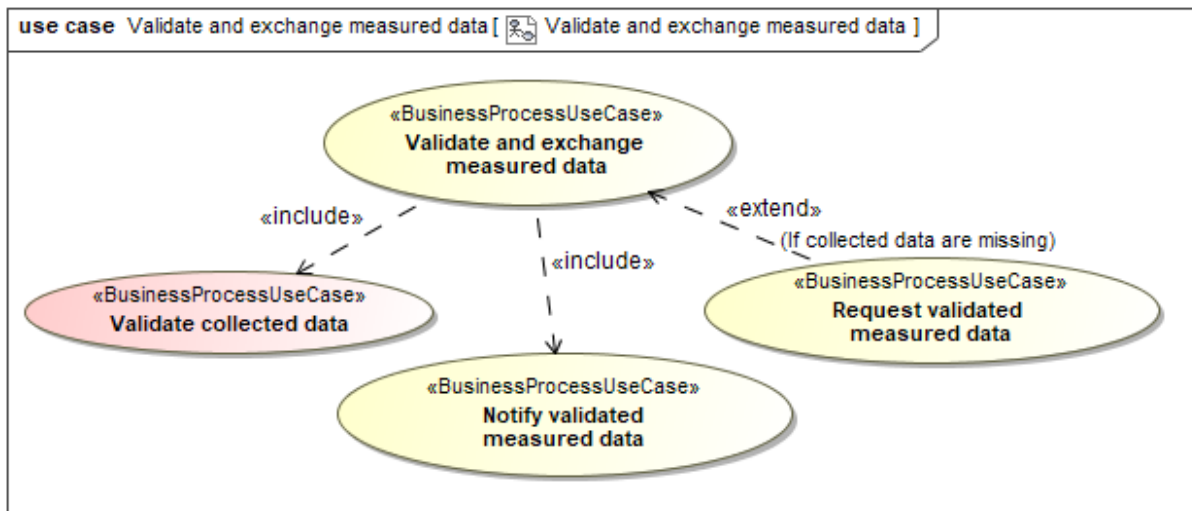 use case Validate and exchange measured data [ Validate and exchange measured data ]
«BusinessProcessUseCase»
Validate and exchange
measured data
«include»
«extend»
(If collected data are missing)
«include»
«BusinessProcessUseCase»
Validate collected data
«BusinessProcessUseCase»
Request validated
measured data
«BusinessProcessUseCase»
Notify validated
measured data